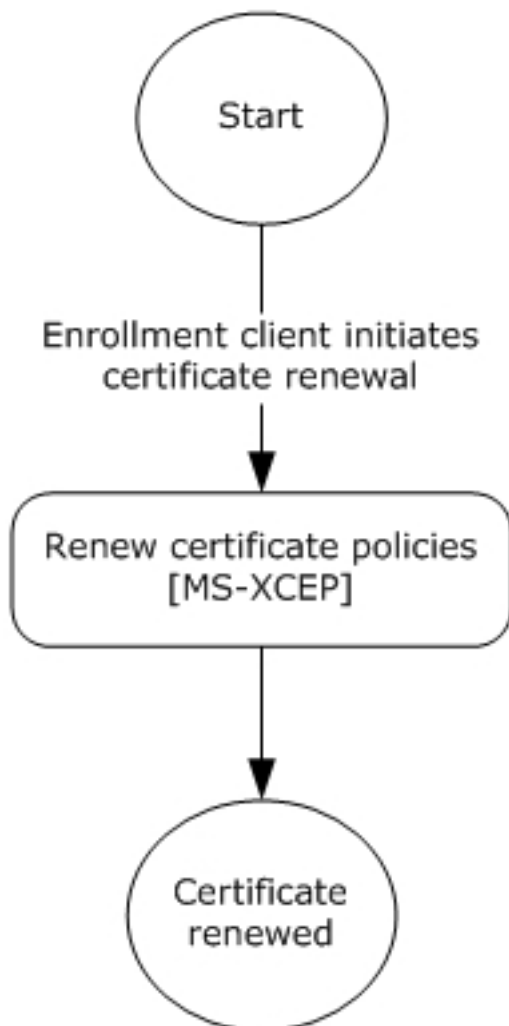 Start
Enrollment client initiates
certificate renewal
Renew certificate policies
[MS-XCEP]
Certificate
renewed